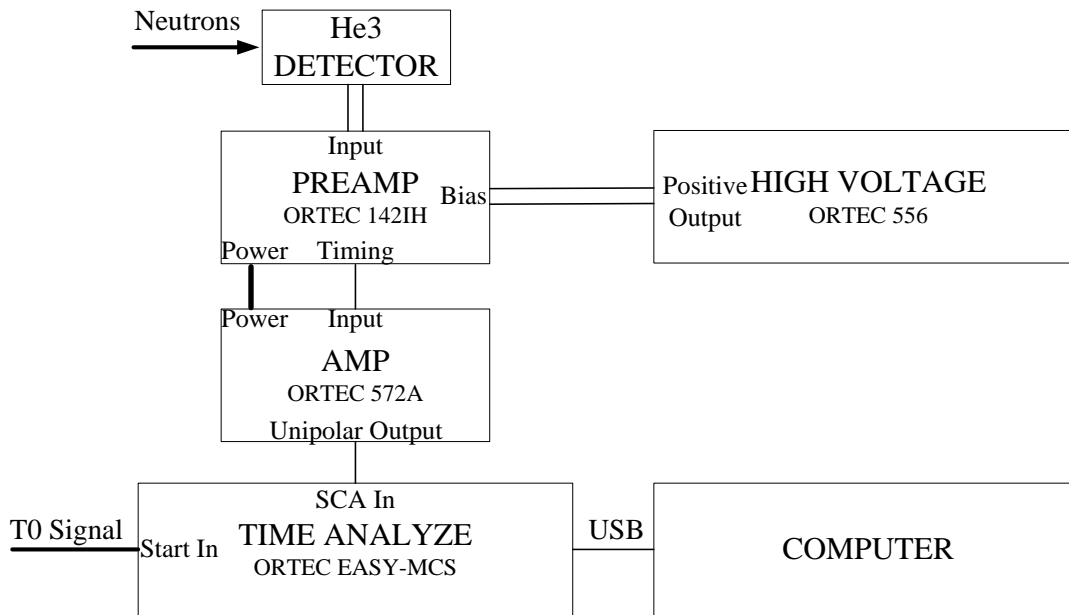 Neutrons
He3
DETECTOR
Input
PREAMP
ORTEC 142IH
Bias
Power
Timing
Positive
Output
HIGH VOLTAGE
ORTEC 556
Power
Input
AMP
ORTEC 572A
Unipolar Output
T0 Signal
Start In
SCA In
TIME ANALYZE
ORTEC EASY-MCS
USB
COMPUTER